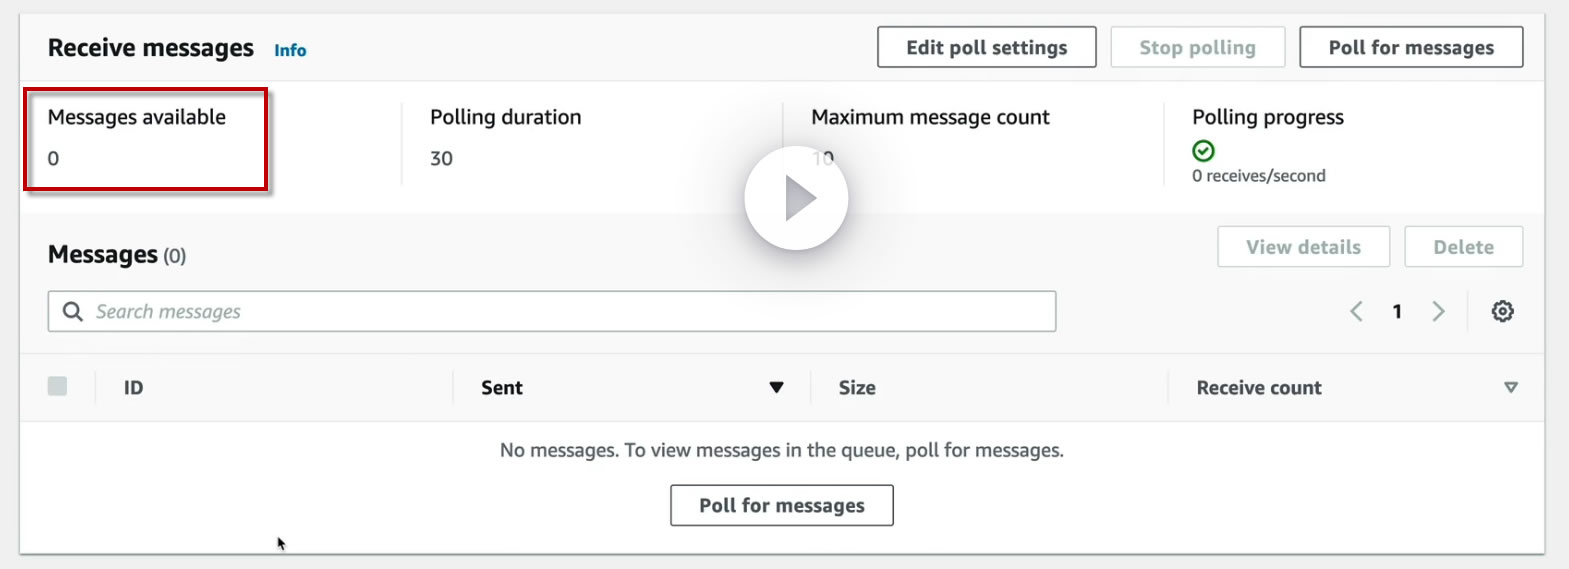 Receive messages Info
Edit poll settings
Stop polling
Poll for messages
Messages available
0
Polling duration
30
Maximum message count
10
Polling progress
0 receives/second
Messages (0)
View details
Delete
Search messages
1
ID
Sent
Size
Receive count
No messages. To view messages in the queue, poll for messages.
Poll for messages